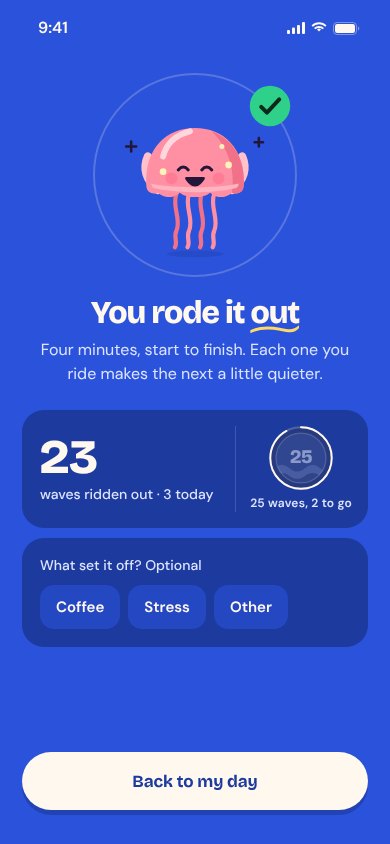 9:41
You rode it out
Four minutes, start to finish. Each one you
ride makes the next a little quieter.
23
waves ridden out · 3 today
25
25 waves, 2 to go
What set it off? Optional
Coffee
Stress
Other
Back to my day